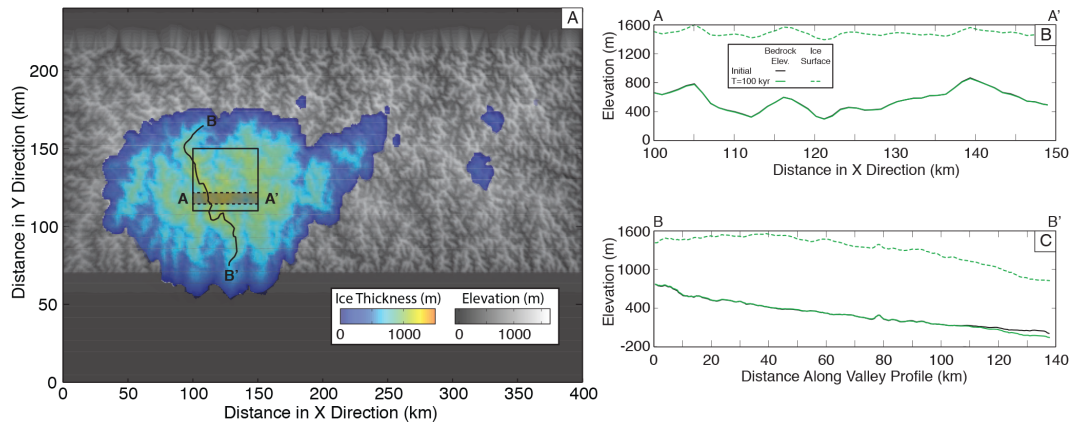 A
200
150
100
50
0
Distance in Y Direction (km)
B
A
A'
B'
Ice Thickness (m)
0
1000
Elevation (m)
0
1000
0
50
100
150
200
250
300
350
400
Distance in X Direction (km)
A
A'
B
1600
1200
800
400
0
Elevation (m)
Bedrock Ice
Elev. Surface
Initial
T=100 kyr
100
110
120
130
140
150
Distance in X Direction (km)
B
B'
C
1600
1000
400
-200
Elevation (m)
0
20
40
60
80
100
120
140
Distance Along Valley Profile (km)